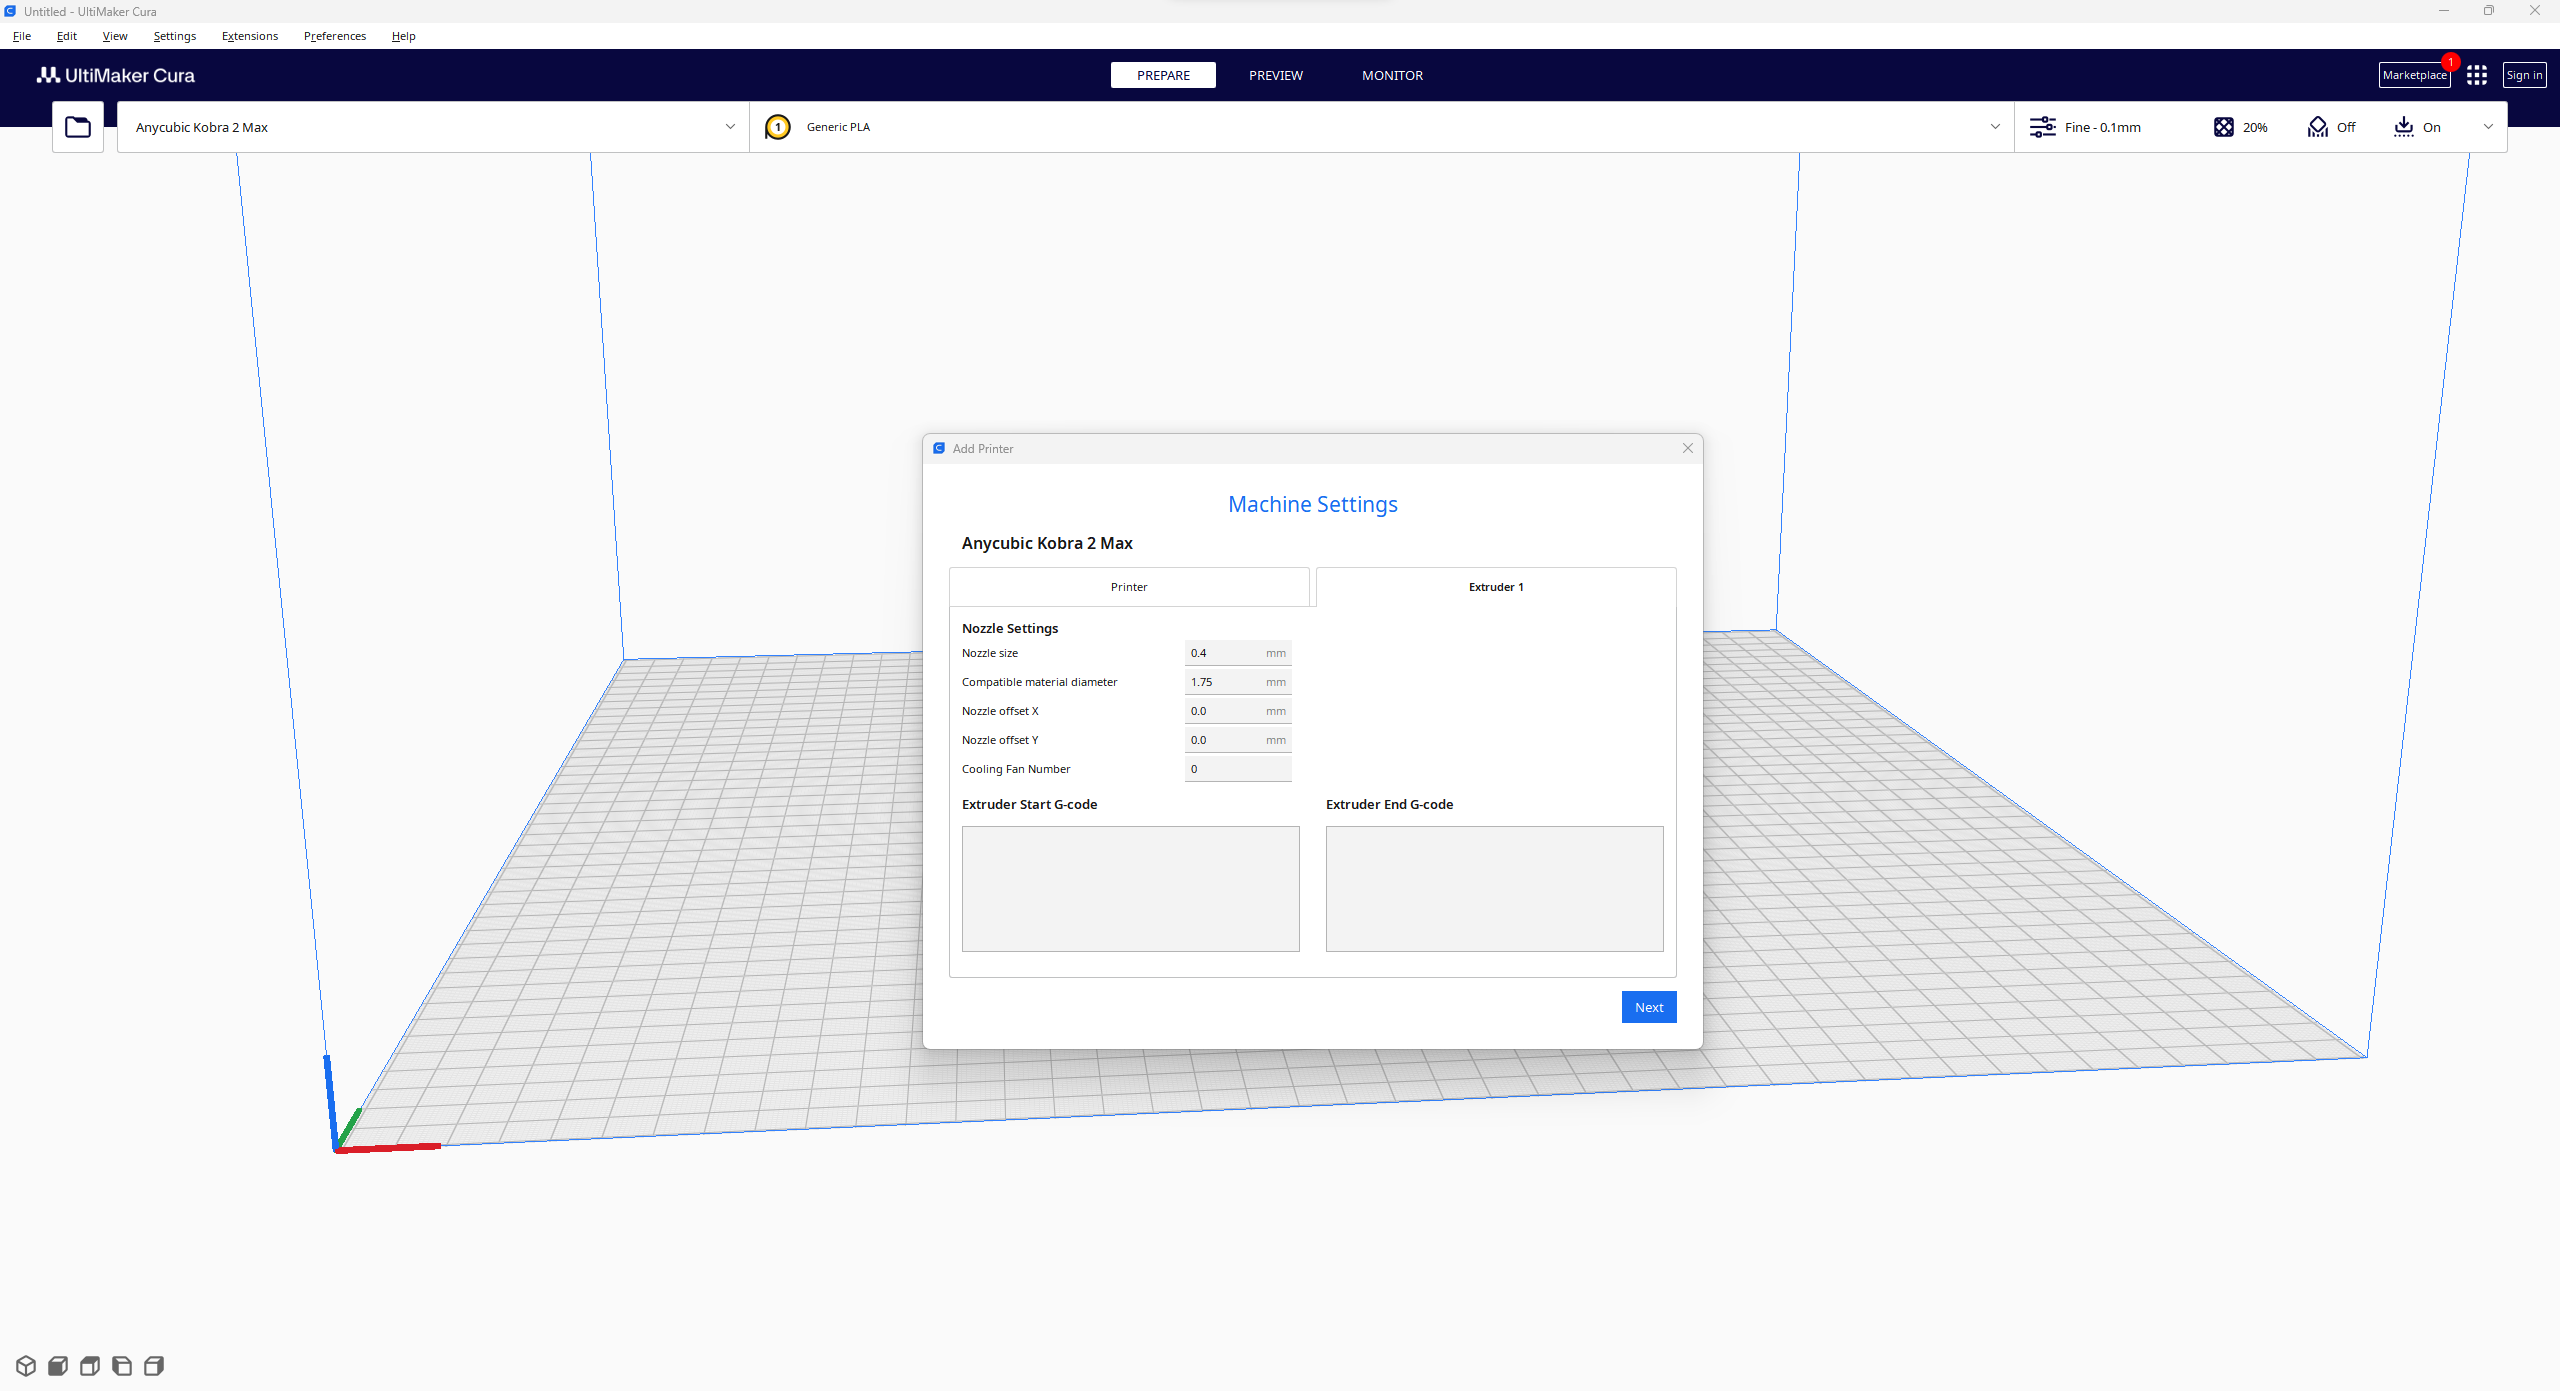 Untitled - UltiMaker Cura
File Edit View Settings Extensions Preferences Help
UltiMaker Cura
PREPARE PREVIEW MONITOR
Marketplace 1 Sign in
Anycubic Kobra 2 Max
1 Generic PLA
Fine - 0.1mm 20% Off On
Add Printer
Machine Settings
Anycubic Kobra 2 Max
Printer Extruder 1
Nozzle Settings
Nozzle size 0.4 mm
Compatible material diameter 1.75 mm
Nozzle offset X 0.0 mm
Nozzle offset Y 0.0 mm
Cooling Fan Number 0
Extruder Start G-code Extruder End G-code
Next